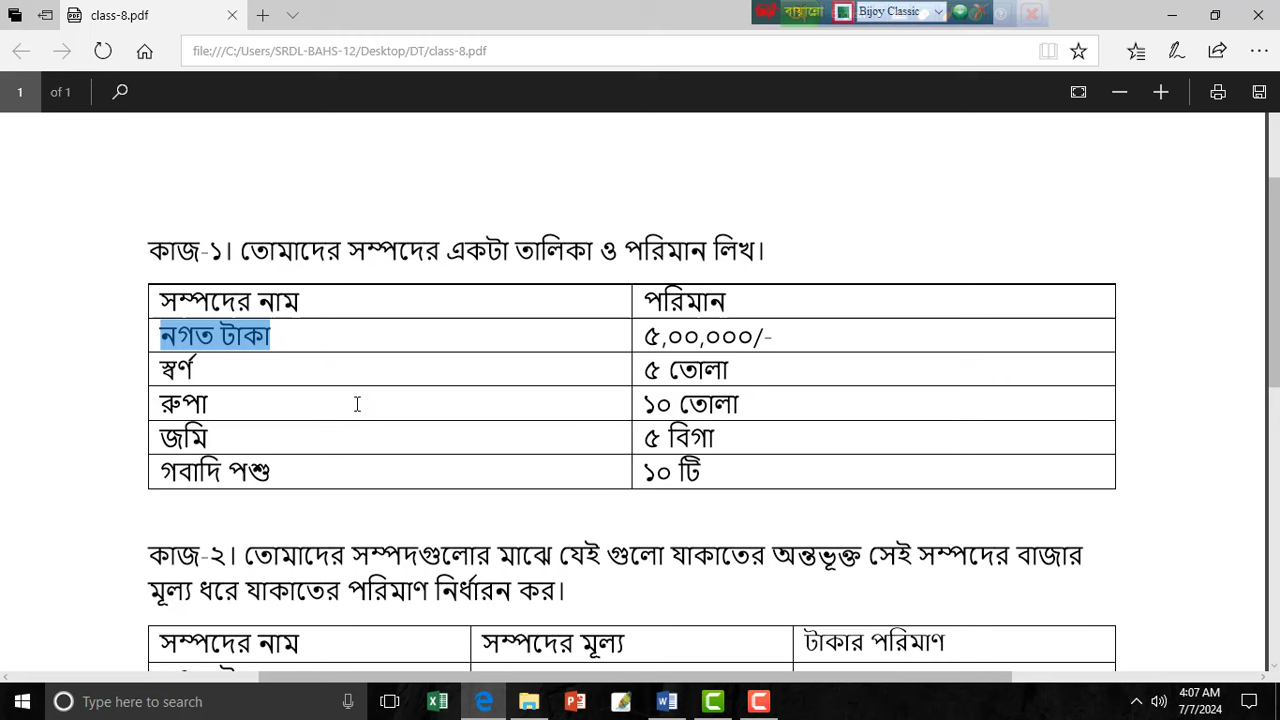 class-8.pdf
বায়ান্নো
Bijoy Classic
file:///C:/Users/SRDL-BAHS-12/Desktop/DT/class-8.pdf
1 of 1
কাজ-১। তোমাদের সম্পদের একটা তালিকা ও পরিমান লিখ।
সম্পদের নাম পরিমান
নগত টাকা ৫,০০,০০০/-
স্বর্ণ ৫ তোলা
রুপা ১০ তোলা
জমি ৫ বিগা
গবাদি পশু ১০ টি
কাজ-২। তোমাদের সম্পদগুলোর মাঝে যেই গুলো যাকাতের অন্তভূক্ত সেই সম্পদের বাজার
মূল্য ধরে যাকাতের পরিমাণ নির্ধারন কর।
সম্পদের নাম সম্পদের মূল্য টাকার পরিমাণ
Type here to search
4:07 AM
7/7/2024